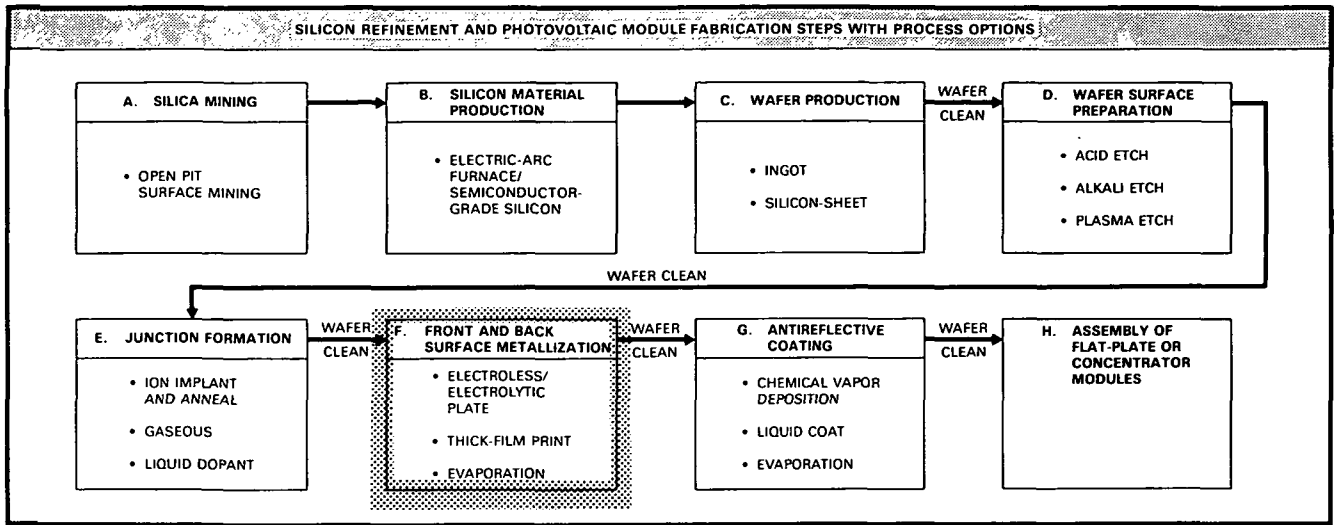 SILICON REFINEMENT AND PHOTOVOLTAIC MODULE FABRICATION STEPS WITH PROCESS OPTIONS
A. SILICA MINING
• OPEN PIT
SURFACE MINING
B. SILICON MATERIAL
PRODUCTION
• ELECTRIC-ARC
FURNACE/
SEMICONDUCTOR-
GRADE SILICON
C. WAFER PRODUCTION
• INGOT
• SILICON-SHEET
WAFER
CLEAN
D. WAFER SURFACE
PREPARATION
• ACID ETCH
• ALKALI ETCH
• PLASMA ETCH
WAFER CLEAN
E. JUNCTION FORMATION
• ION IMPLANT
AND ANNEAL
• GASEOUS
• LIQUID DOPANT
WAFER
CLEAN
F. FRONT AND BACK
SURFACE METALLIZATION
• ELECTROLESS/
ELECTROLYTIC
PLATE
• THICK-FILM PRINT
• EVAPORATION
WAFER
CLEAN
G. ANTIREFLECTIVE
COATING
• CHEMICAL VAPOR
DEPOSITION
• LIQUID COAT
• EVAPORATION
WAFER
CLEAN
H. ASSEMBLY OF
FLAT-PLATE OR
CONCENTRATOR
MODULES